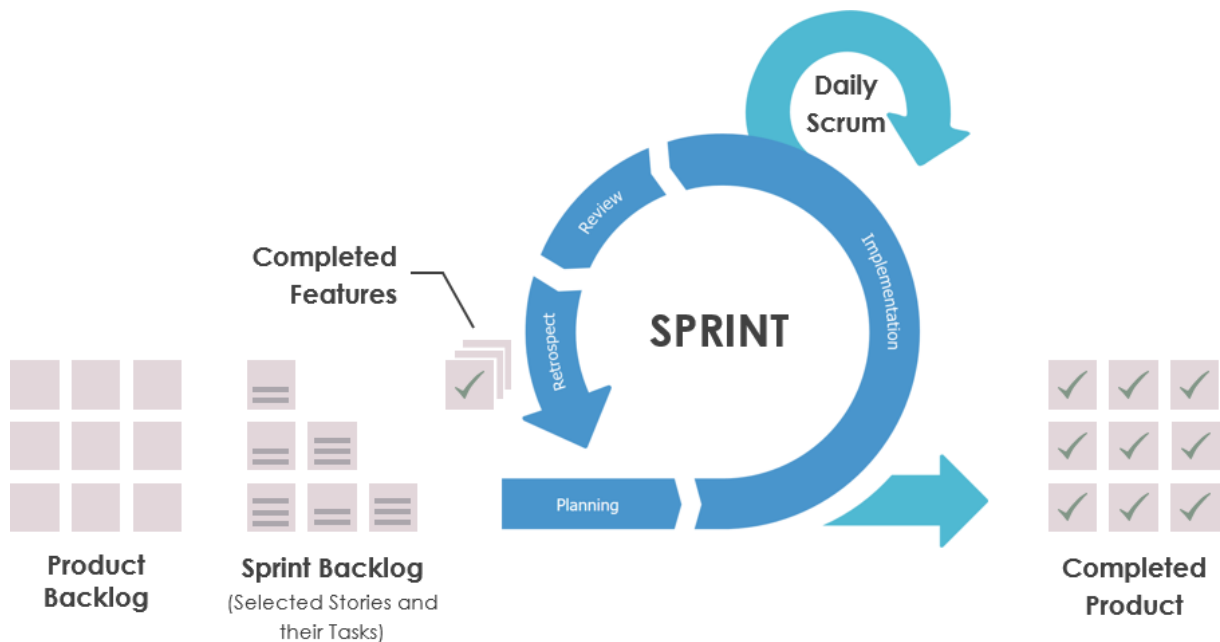 Daily
Scrum
Review
Completed
Features
Implementation
SPRINT
Retrospect
Planning
Product
Backlog
Sprint Backlog
(Selected Stories and
their Tasks)
Completed
Product